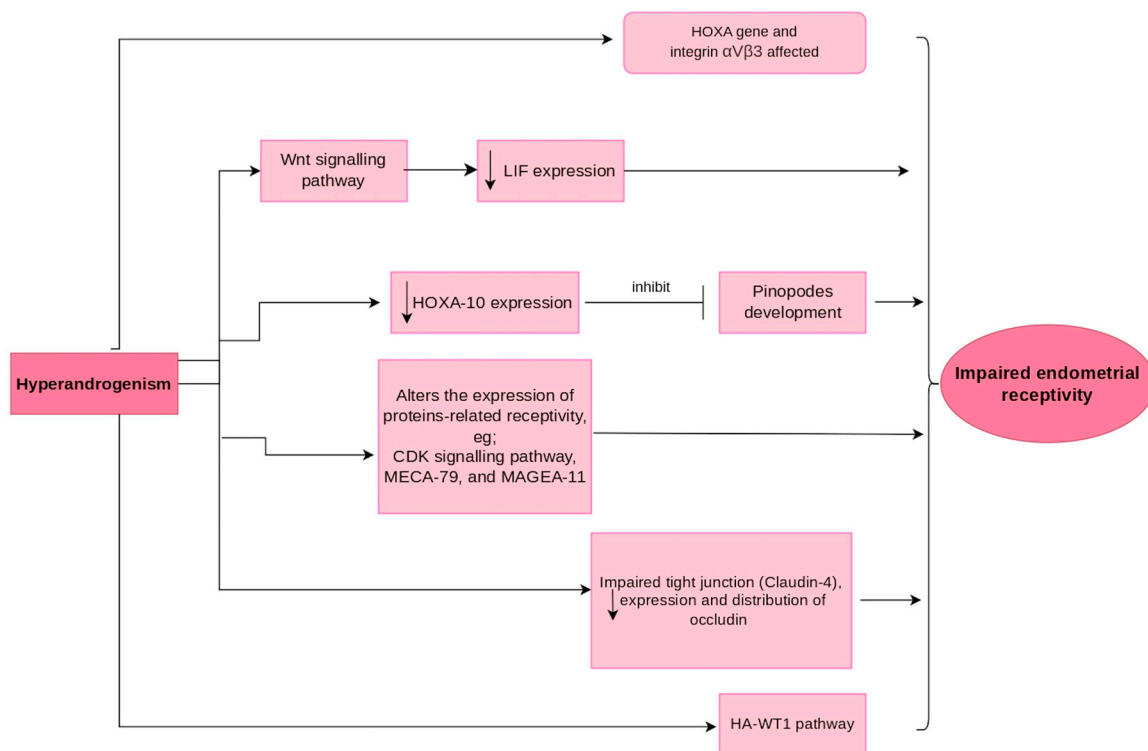 HOXA gene and
integrin αVβ3 affected
Wnt signalling
pathway
LIF expression
HOXA-10 expression
inhibit
Pinopodes
development
Hyperandrogenism
Alters the expression of
proteins-related receptivity,
eg;
CDK signalling pathway,
MECA-79, and MAGEA-11
Impaired endometrial
receptivity
Impaired tight junction (Claudin-4),
expression and distribution of
occludin
HA-WT1 pathway